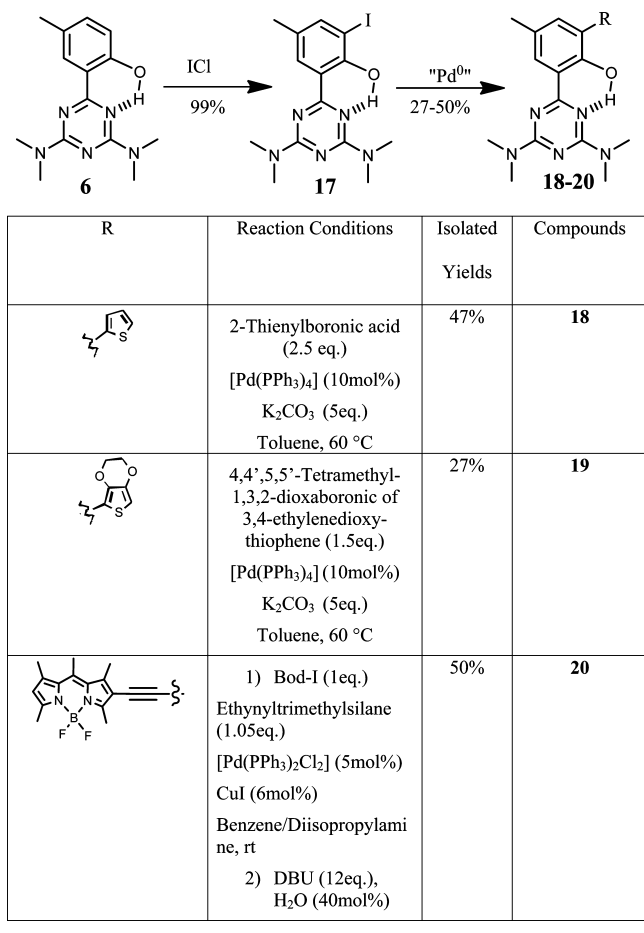 I R
O O O
H H H
ICl
99%
"Pd⁰"
27-50%
N N N N N N
N N N N N N N N N
6 17 18-20
R Reaction Conditions Isolated Yields Compounds
S
2-Thienylboronic acid
(2.5 eq.)
[Pd(PPh₃)₄] (10mol%)
K₂CO₃ (5eq.)
Toluene, 60 °C
47% 18
O O
S
4,4’,5,5’-Tetramethyl-
1,3,2-dioxaboronic of
3,4-ethylenedioxy-
thiophene (1.5eq.)
[Pd(PPh₃)₄] (10mol%)
K₂CO₃ (5eq.)
Toluene, 60 °C
27% 19
N N
B
F F
1) Bod-I (1eq.)
Ethynyltrimethylsilane
(1.05eq.)
[Pd(PPh₃)₂Cl₂] (5mol%)
CuI (6mol%)
Benzene/Diisopropylami
ne, rt
2) DBU (12eq.),
H₂O (40mol%)
50% 20